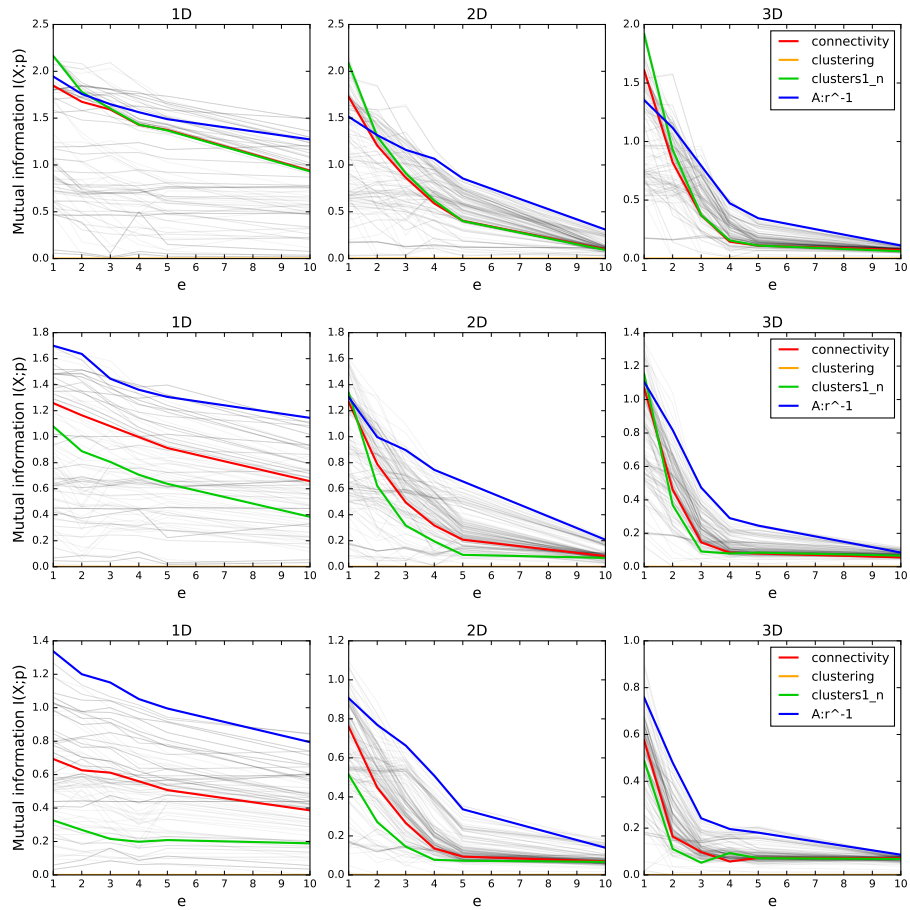 1D
2D
3D
Mutual information I(X;p)
2.5
2.0
1.5
1.0
0.5
0.0
1 2 3 4 5 6 7 8 9 10
e
2.5
2.0
1.5
1.0
0.5
0.0
1 2 3 4 5 6 7 8 9 10
e
2.0
1.5
1.0
0.5
0.0
1 2 3 4 5 6 7 8 9 10
e
connectivity
clustering
clusters1_n
A:r^-1
1D
2D
3D
Mutual information I(X;p)
1.8
1.6
1.4
1.2
1.0
0.8
0.6
0.4
0.2
0.0
1 2 3 4 5 6 7 8 9 10
e
1.8
1.6
1.4
1.2
1.0
0.8
0.6
0.4
0.2
0.0
1 2 3 4 5 6 7 8 9 10
e
1.4
1.2
1.0
0.8
0.6
0.4
0.2
0.0
1 2 3 4 5 6 7 8 9 10
e
connectivity
clustering
clusters1_n
A:r^-1
1D
2D
3D
Mutual information I(X;p)
1.4
1.2
1.0
0.8
0.6
0.4
0.2
0.0
1 2 3 4 5 6 7 8 9 10
e
1.2
1.0
0.8
0.6
0.4
0.2
0.0
1 2 3 4 5 6 7 8 9 10
e
1.0
0.8
0.6
0.4
0.2
0.0
1 2 3 4 5 6 7 8 9 10
e
connectivity
clustering
clusters1_n
A:r^-1